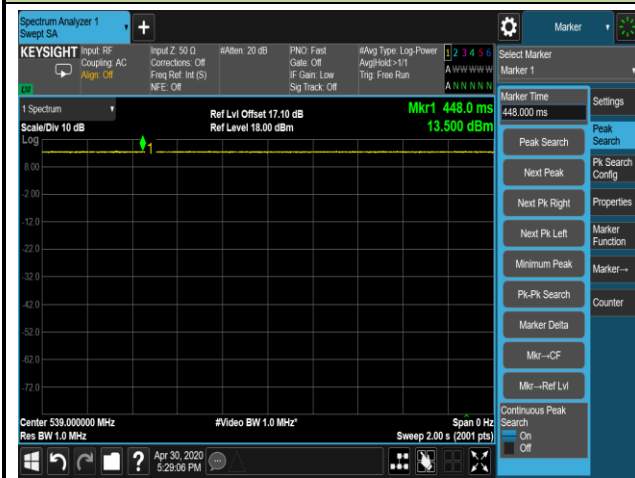 Spectrum Analyzer 1
Swept SA
+
Marker
KEYSIGHT
Input: RF
Coupling: AC
Align: Off
Input Z: 50 Ω
Corrections: Off
Freq Ref: Int (S)
NFE: Off
#Atten: 20 dB
PNO: Fast
Gate: Off
IF Gain: Low
Sig Track: Off
#Avg Type: Log-Power
Avg|Hold:>1/1
Trig: Free Run
1 2 3 4 5 6
A W W W W W
A N N N N N
LXI
Select Marker
Marker 1
1 Spectrum
Scale/Div 10 dB
Log
Ref Lvl Offset 17.10 dB
Ref Level 18.00 dBm
Mkr1 448.0 ms
13.500 dBm
1
8.00
-2.00
-12.0
-22.0
-32.0
-42.0
-52.0
-62.0
-72.0
Center 539.000000 MHz
Res BW 1.0 MHz
#Video BW 1.0 MHz*
Span 0 Hz
Sweep 2.00 s (2001 pts)
Marker Time
448.000 ms
Peak Search
Next Peak
Next Pk Right
Next Pk Left
Minimum Peak
Pk-Pk Search
Marker Delta
Mkr→CF
Mkr→Ref Lvl
Continuous Peak
Search
On
Off
Settings
Peak
Search
Pk Search
Config
Properties
Marker
Function
Marker→
Counter
?
Apr 30, 2020
5:29:06 PM